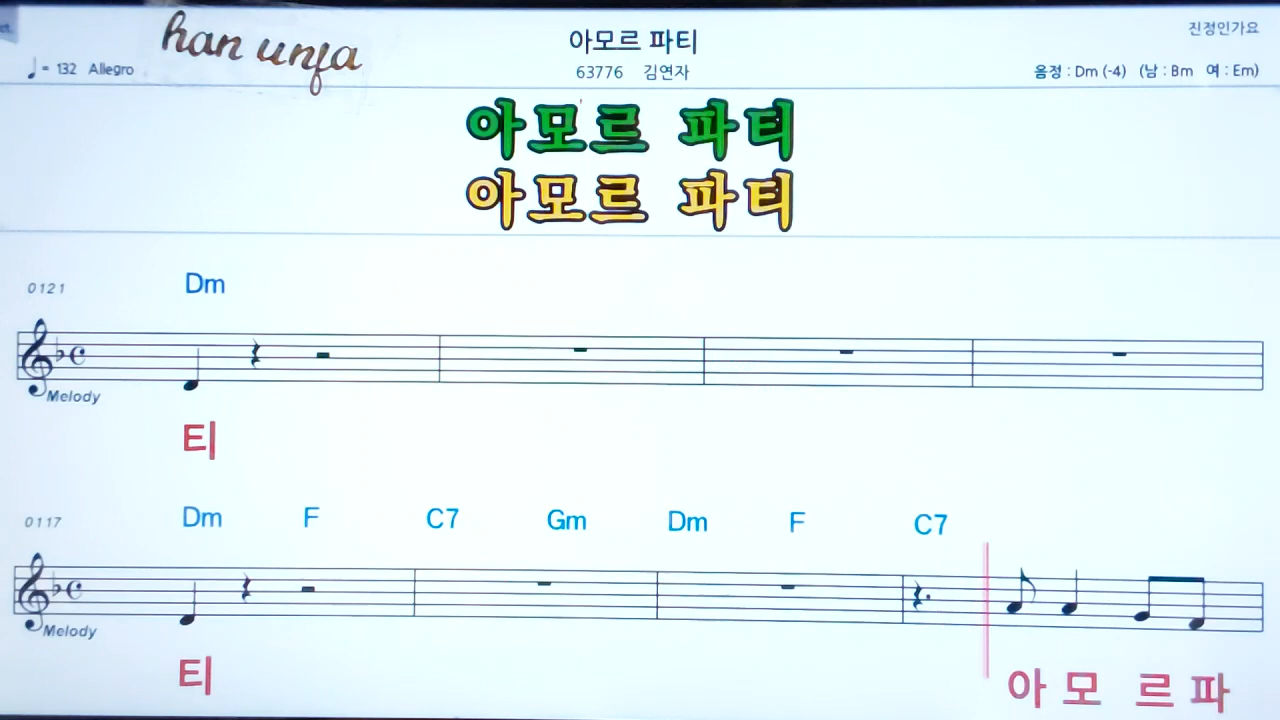 han unfa
아모르 파티
진정인가요
♩= 132 Allegro
63776 김연자
음정 : Dm (-4) (남 : Bm 여 : Em)
아모르 파티
아모르 파티
0121 Dm
Melody
티
0117 Dm F C7 Gm Dm F C7
Melody
티 아 모 르 파